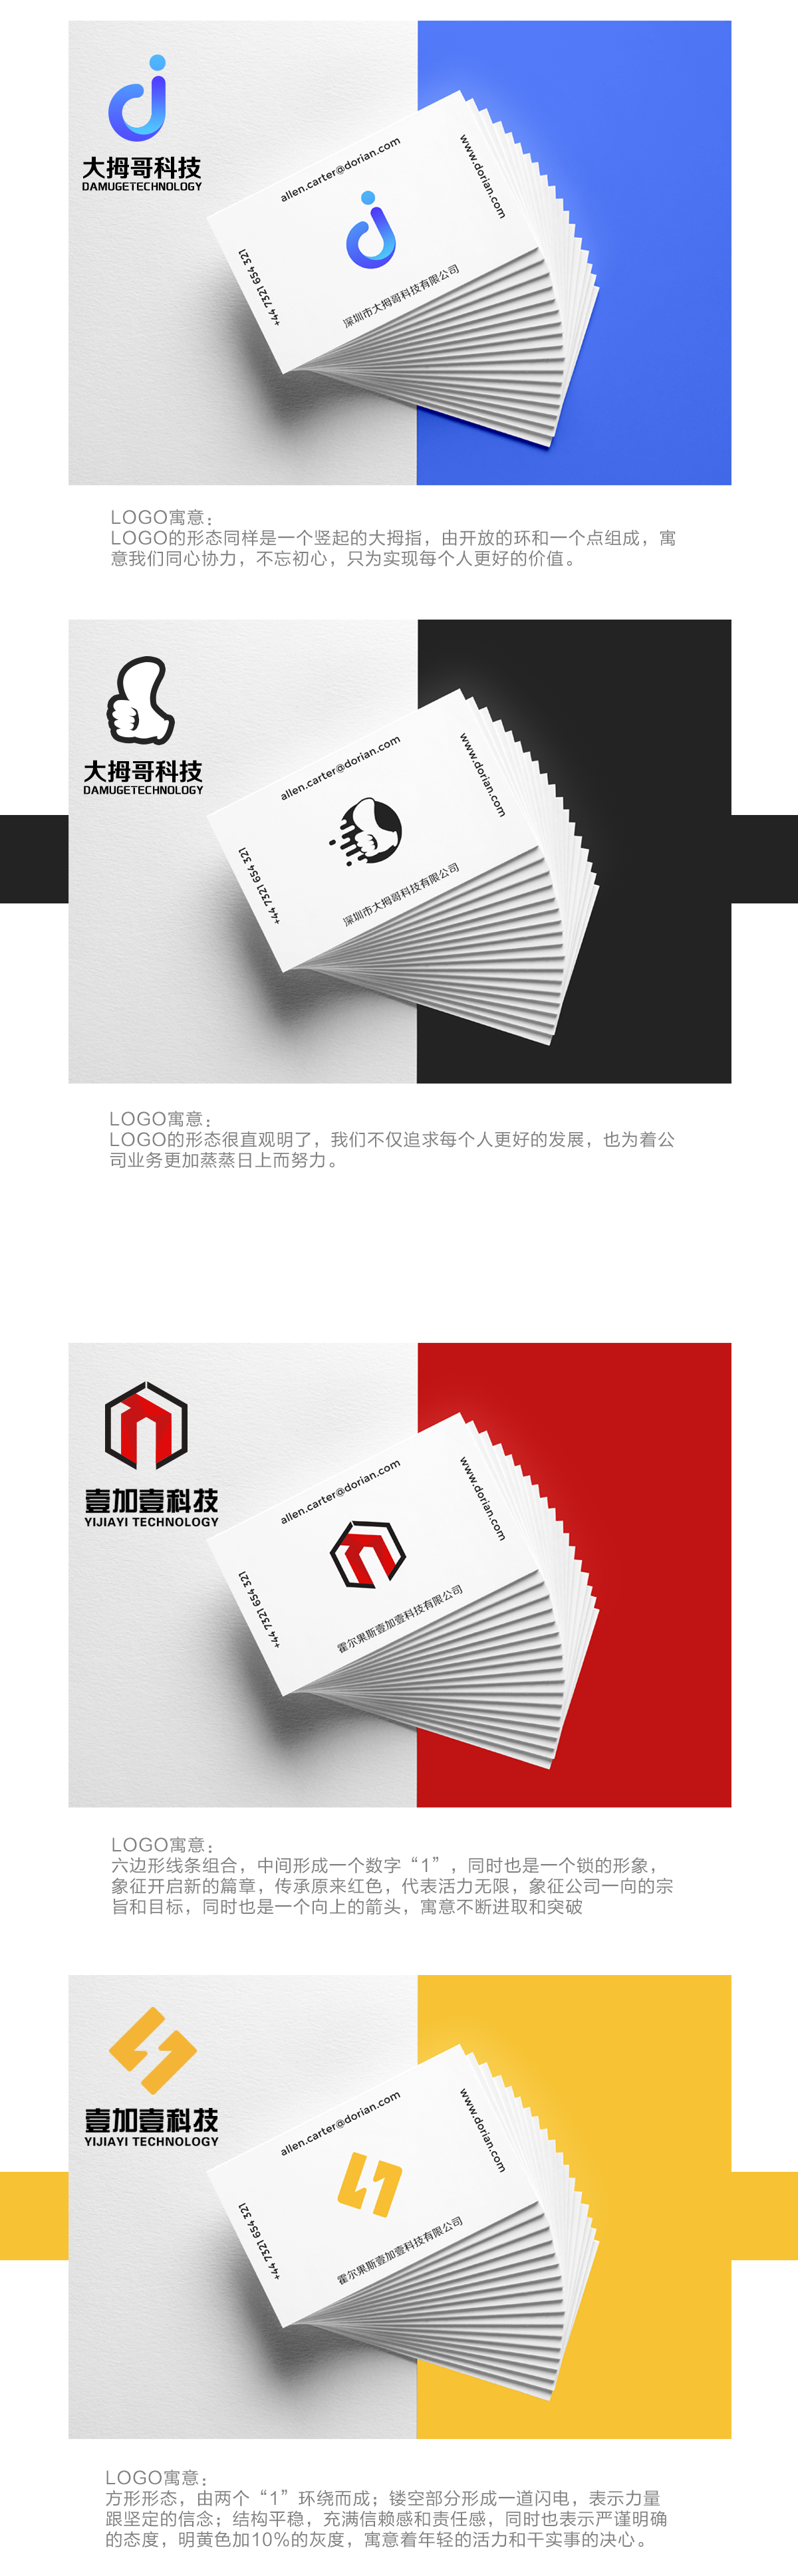 大拇哥科技
DAMUGETECHNOLOGY
allen.carter@dorian.com
www.dorian.com
+44 7321 654 321
深圳市大拇哥科技有限公司
LOGO寓意：
LOGO的形态同样是一个竖起的大拇指，由开放的环和一个点组成，寓
意我们同心协力，不忘初心，只为实现每个人更好的价值。
大拇哥科技
DAMUGETECHNOLOGY
allen.carter@dorian.com
www.dorian.com
+44 7321 654 321
深圳市大拇哥科技有限公司
LOGO寓意：
LOGO的形态很直观明了，我们不仅追求每个人更好的发展，也为着公
司业务更加蒸蒸日上而努力。
壹加壹科技
YIJIAYI TECHNOLOGY
allen.carter@dorian.com
www.dorian.com
+44 7321 654 321
霍尔果斯壹加壹科技有限公司
LOGO寓意：
六边形线条组合，中间形成一个数字“1”，同时也是一个锁的形象，
象征开启新的篇章，传承原来红色，代表活力无限，象征公司一向的宗
旨和目标，同时也是一个向上的箭头，寓意不断进取和突破
壹加壹科技
YIJIAYI TECHNOLOGY
allen.carter@dorian.com
www.dorian.com
+44 7321 654 321
霍尔果斯壹加壹科技有限公司
LOGO寓意：
方形形态，由两个“1”环绕而成；镂空部分形成一道闪电，表示力量
跟坚定的信念；结构平稳，充满信赖感和责任感，同时也表示严谨明确
的态度，明黄色加10%的灰度，寓意着年轻的活力和干实事的决心。